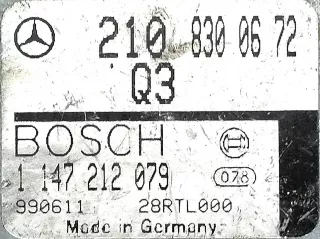 210 830 06 72
Q3
BOSCH
1 147 212 079 078
990611 28RTL000
Made in Germany